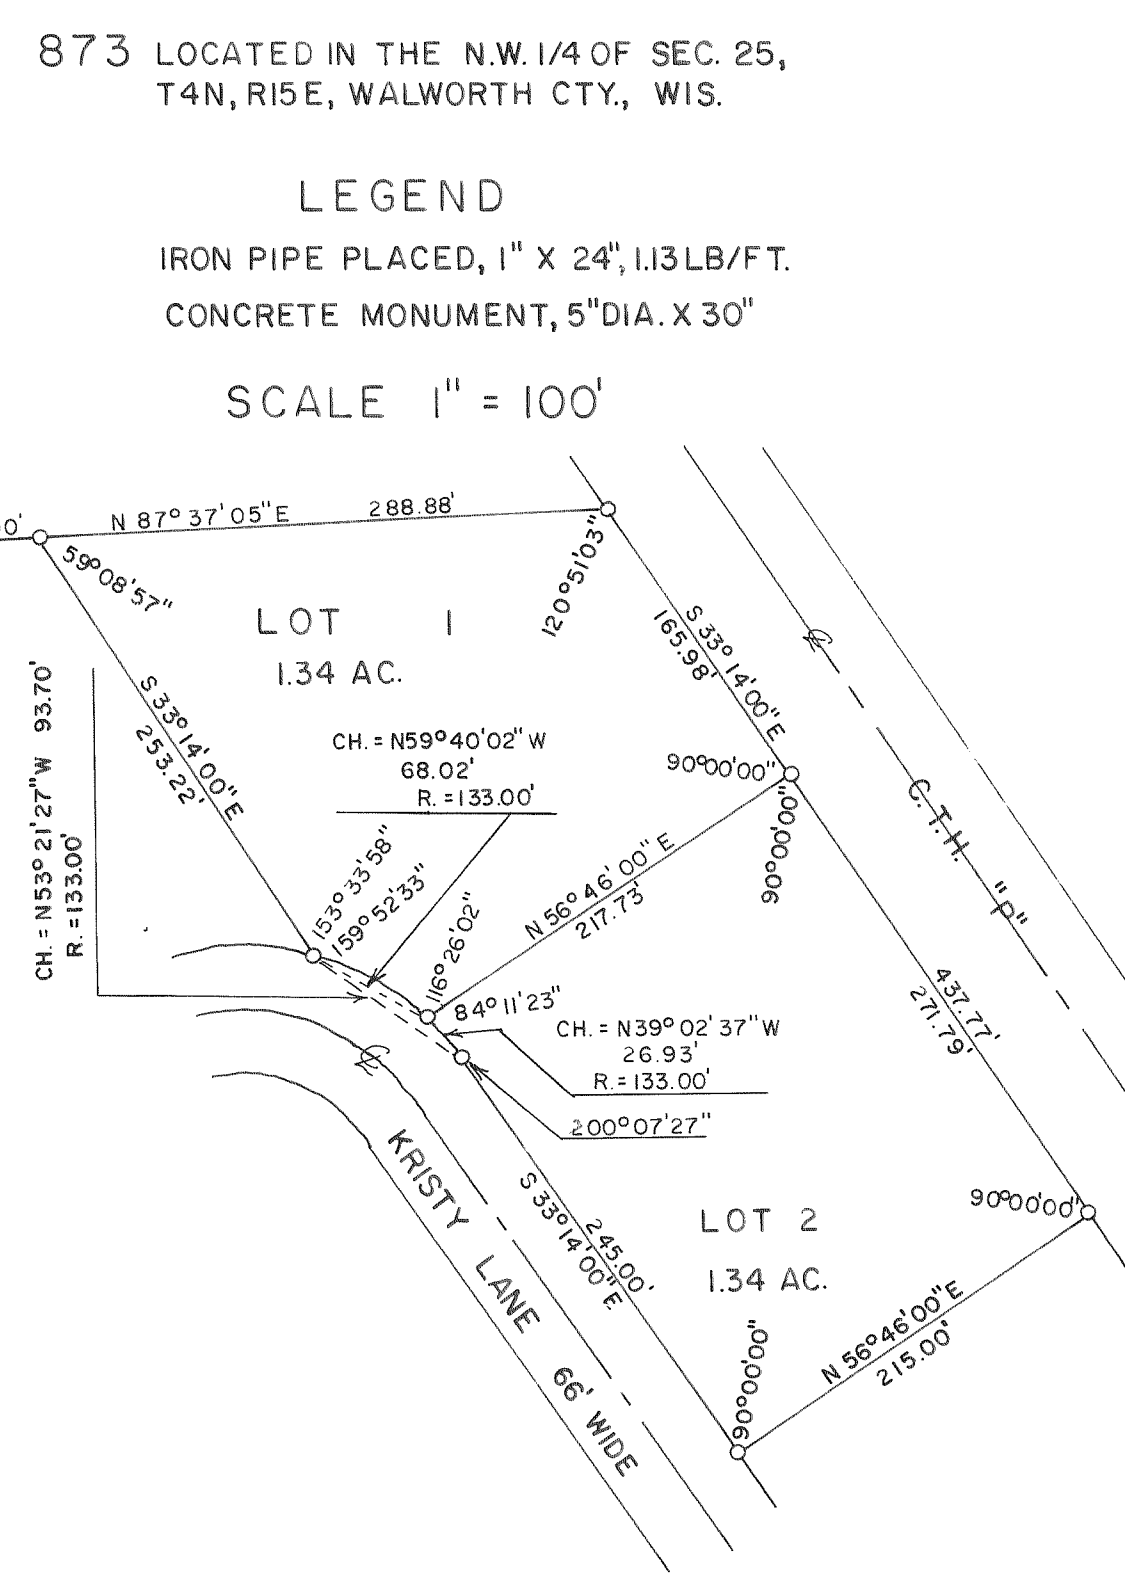 873 LOCATED IN THE N.W. 1/4 OF SEC. 25,
T4N, R15E, WALWORTH CTY., WIS.
LEGEND
IRON PIPE PLACED, 1" X 24", 1.13 LB/FT.
CONCRETE MONUMENT, 5"DIA. X 30"
SCALE 1" = 100'
0'
N 87° 37' 05" E 288.88'
59°08'57"
120°51'03"
LOT 1
1.34 AC.
S 33° 14' 00" E
165.98'
S 33° 14' 00" E
253.22'
CH. = N53° 21' 27" W 93.70'
R. = 133.00'
CH. = N59° 40' 02" W
68.02'
R. = 133.00'
90°00'00"
90°00'00"
C. T. H. "P"
153° 33' 58"
159° 52' 33"
116° 26' 02"
N 56° 46' 00" E
217.73'
84° 11' 23"
CH. = N39° 02' 37" W
26.93'
R. = 133.00'
200° 07' 27"
437.77'
271.79'
KRISTY LANE 66' WIDE
245.00'
S 33° 14' 00" E
LOT 2
1.34 AC.
90°00'00"
90°00'00"
N 56° 46' 00" E
215.00'